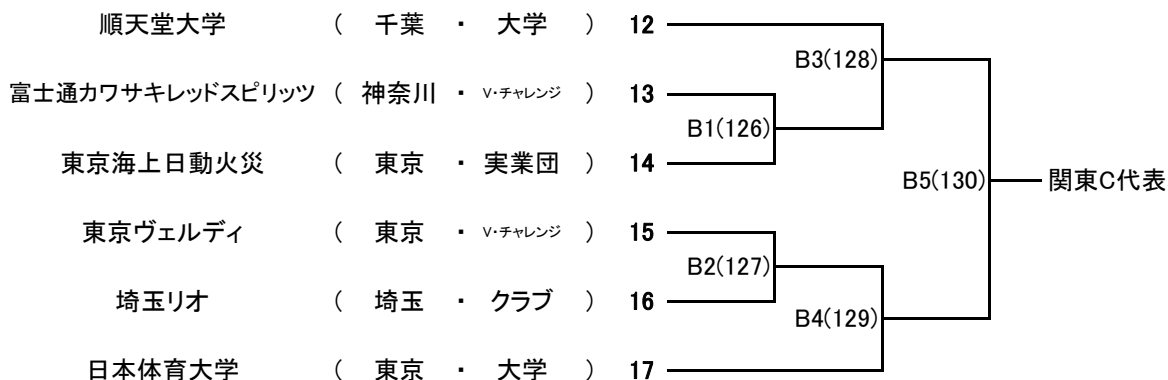 順天堂大学 ( 千葉 ・ 大学 ) 12
B3(128)
富士通カワサキレッドスピリッツ ( 神奈川 ・ V・チャレンジ ) 13
B1(126)
東京海上日動火災 ( 東京 ・ 実業団 ) 14
B5(130) 関東C代表
東京ヴェルディ ( 東京 ・ V・チャレンジ ) 15
B2(127)
埼玉リオ ( 埼玉 ・ クラブ ) 16
B4(129)
日本体育大学 ( 東京 ・ 大学 ) 17